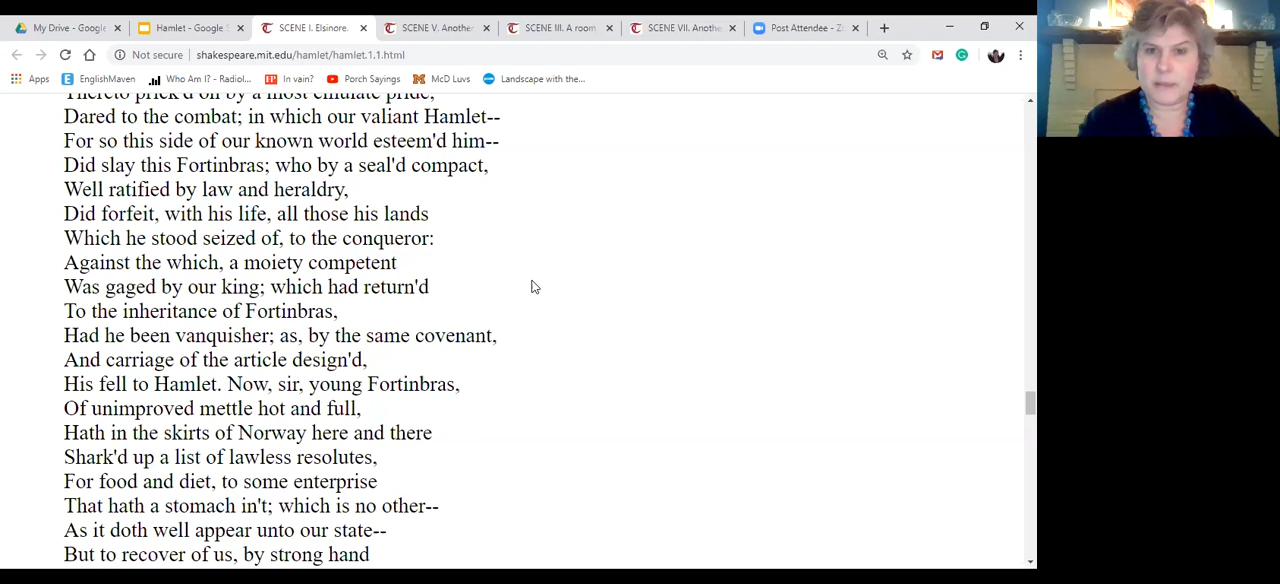 My Drive - Google
Hamlet - Google S
SCENE I. Elsinore.
SCENE V. Another
SCENE III. A room
SCENE VII. Anothe
Post Attendee - Zo
Not secure
shakespeare.mit.edu/hamlet/hamlet.1.1.html
Apps
EnglishMaven
Who Am I? - Radiol...
In vain?
Porch Sayings
McD Luvs
Landscape with the...
Thereto prick'd on by a most emulate pride,
Dared to the combat; in which our valiant Hamlet--
For so this side of our known world esteem'd him--
Did slay this Fortinbras; who by a seal'd compact,
Well ratified by law and heraldry,
Did forfeit, with his life, all those his lands
Which he stood seized of, to the conqueror:
Against the which, a moiety competent
Was gaged by our king; which had return'd
To the inheritance of Fortinbras,
Had he been vanquisher; as, by the same covenant,
And carriage of the article design'd,
His fell to Hamlet. Now, sir, young Fortinbras,
Of unimproved mettle hot and full,
Hath in the skirts of Norway here and there
Shark'd up a list of lawless resolutes,
For food and diet, to some enterprise
That hath a stomach in't; which is no other--
As it doth well appear unto our state--
But to recover of us, by strong hand